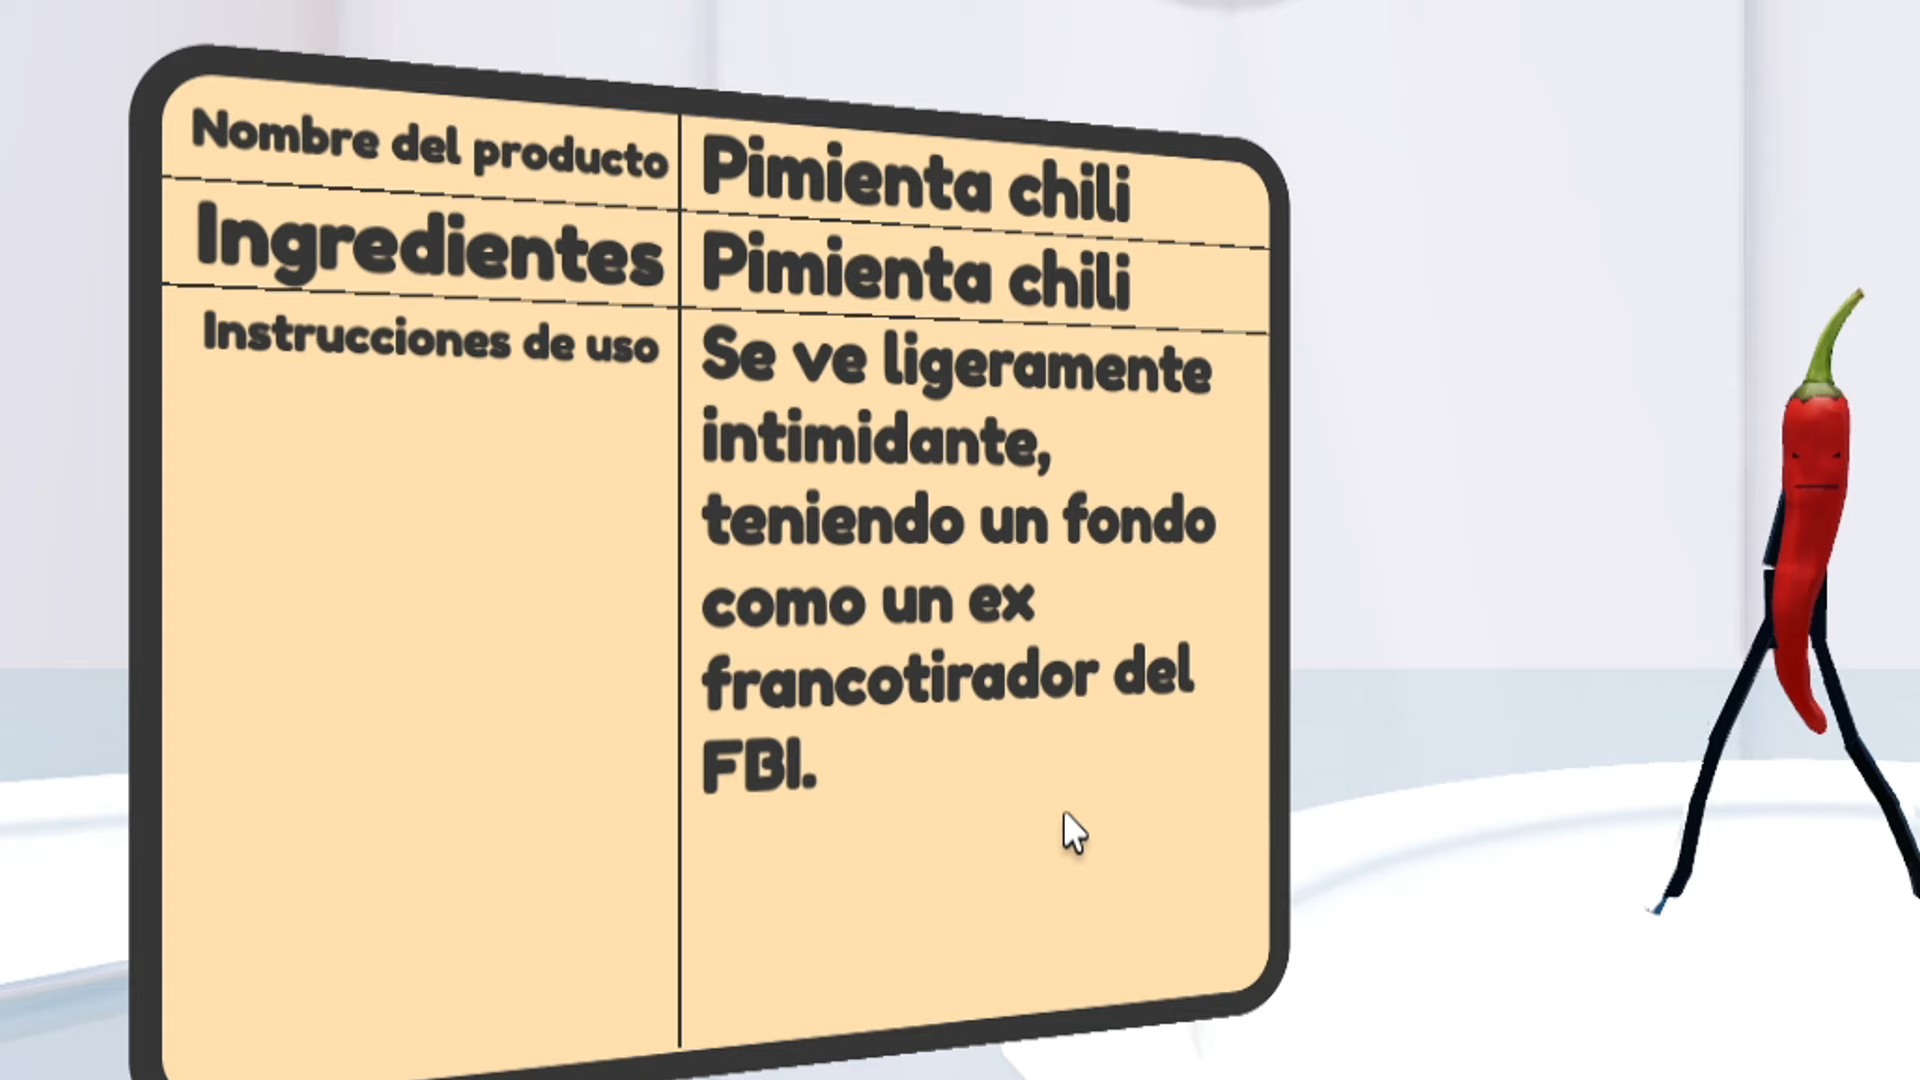 Nombre del producto
Pimienta chili
Ingredientes
Pimienta chili
Instrucciones de uso
Se ve ligeramente
intimidante,
teniendo un fondo
como un ex
francotirador del
FBI.